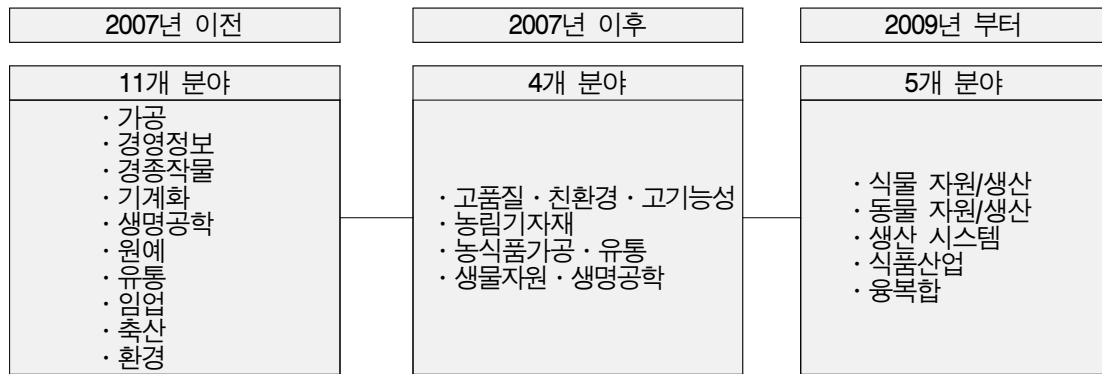 2007년 이전
11개 분야
· 가공
· 경영정보
· 경종작물
· 기계화
· 생명공학
· 원예
· 유통
· 임업
· 축산
· 환경
2007년 이후
4개 분야
· 고품질 · 친환경 · 고기능성
· 농림기자재
· 농식품가공 · 유통
· 생물자원 · 생명공학
2009년 부터
5개 분야
· 식물 자원/생산
· 동물 자원/생산
· 생산 시스템
· 식품산업
· 융복합